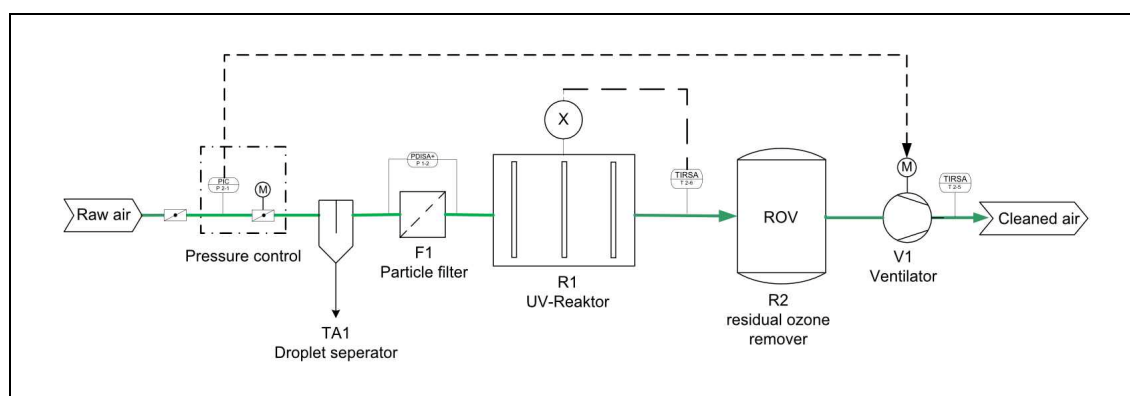 Raw air
PIC
P 2-1
M
Pressure control
TA1
Droplet seperator
PDISA+
P 1-2
F1
Particle filter
X
R1
UV-Reaktor
TIRSA
T 2-6
ROV
R2
residual ozone
remover
M
V1
Ventilator
TIRSA
T 2-5
Cleaned air